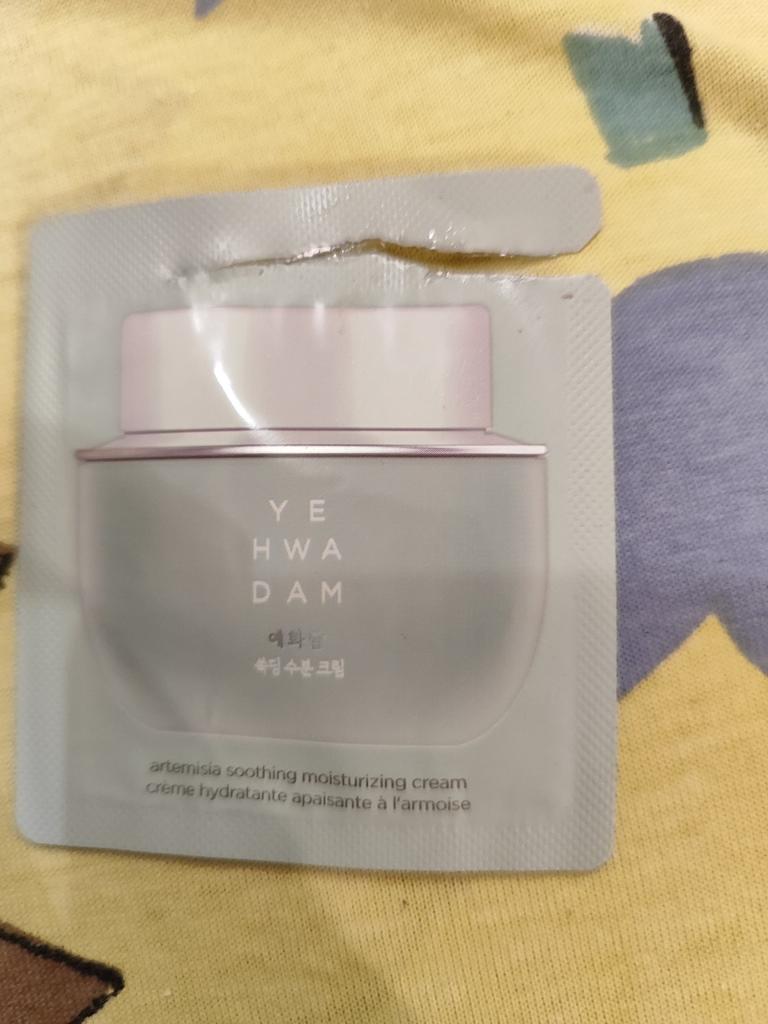 YE
HWA
DAM
예화담
쑥딩 수분 크림
artemisia soothing moisturizing cream
crème hydratante apaisante à l'armoise